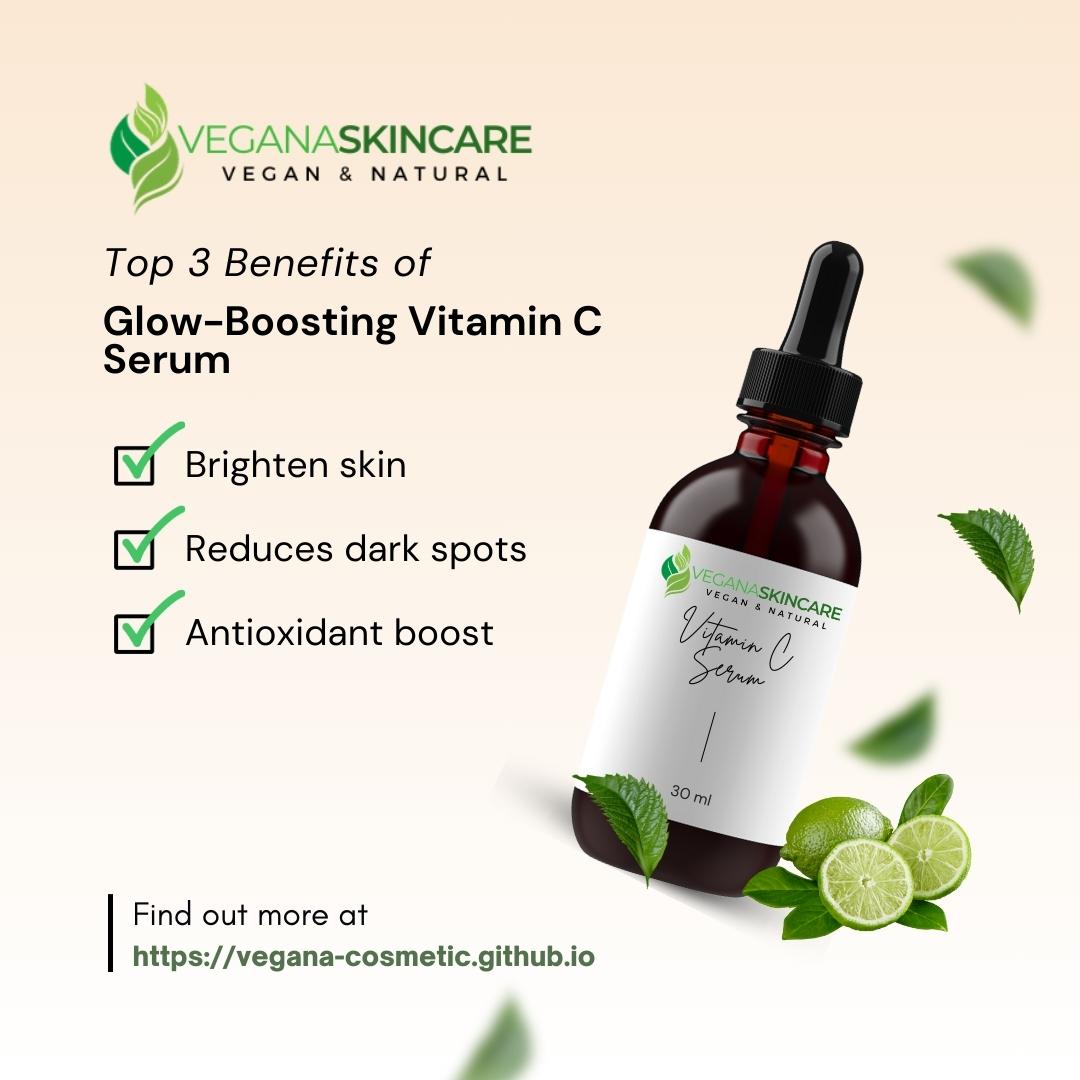 VEGANASKINCARE
VEGAN & NATURAL
Top 3 Benefits of
Glow-Boosting Vitamin C
Serum
Brighten skin
Reduces dark spots
Antioxidant boost
VEGANASKINCARE
VEGAN & NATURAL
Vitamin C
Serum
30 ml
Find out more at
https://vegana-cosmetic.github.io